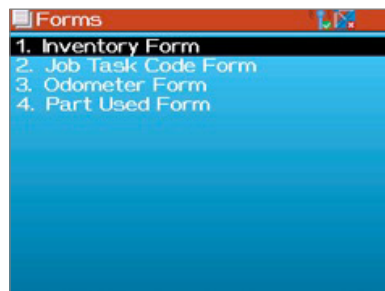 Forms
1. Inventory Form
2. Job Task Code Form
3. Odometer Form
4. Part Used Form